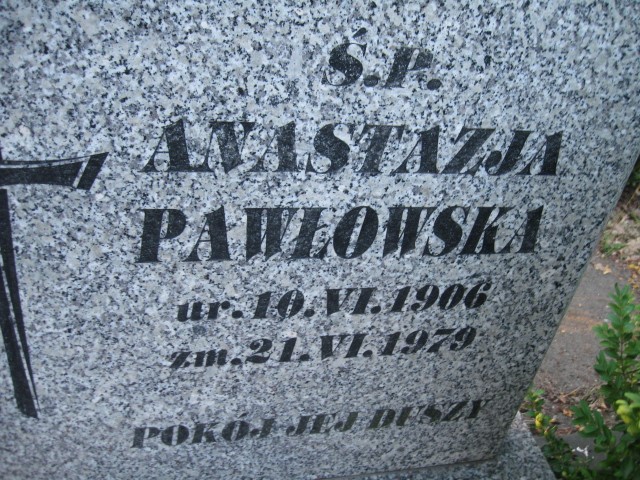 Ś.P.
ANASTAZJA
PAWŁOWSKA
ur.10.VI.1906
zm.21.VI.1979
POKÓJ JEJ DUSZY